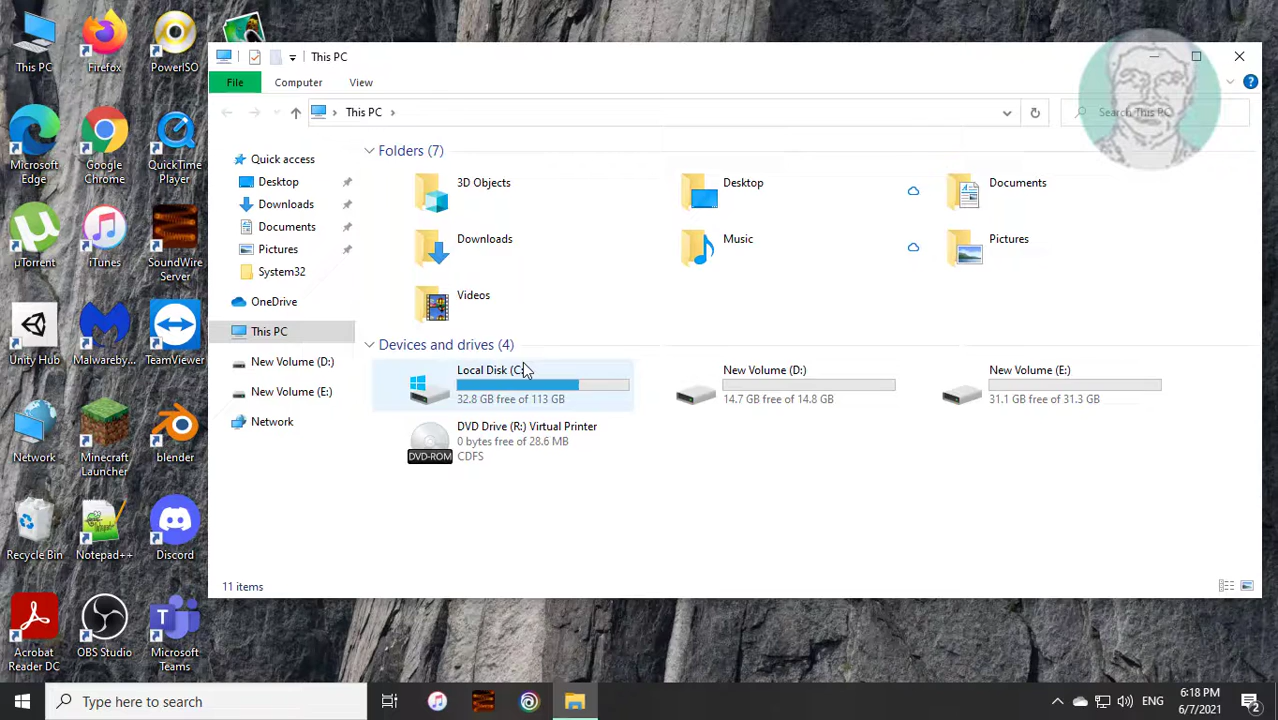 This PC
Firefox
PowerISO
Microsoft
Edge
Google
Chrome
QuickTime
Player
µTorrent
iTunes
SoundWire
Server
Unity Hub
Malwareby...
TeamViewer
Network
Minecraft
Launcher
blender
Recycle Bin
Notepad++
Discord
Acrobat
Reader DC
OBS Studio
Microsoft
Teams
This PC
File
Computer
View
This PC
Search This PC
Quick access
Desktop
Downloads
Documents
Pictures
System32
OneDrive
This PC
New Volume (D:)
New Volume (E:)
Network
Folders (7)
3D Objects
Desktop
Documents
Downloads
Music
Pictures
Videos
Devices and drives (4)
Local Disk (C:)
32.8 GB free of 113 GB
New Volume (D:)
14.7 GB free of 14.8 GB
New Volume (E:)
31.1 GB free of 31.3 GB
DVD-ROM
DVD Drive (R:) Virtual Printer
0 bytes free of 28.6 MB
CDFS
11 items
Type here to search
ENG
6:18 PM
6/7/2021
2